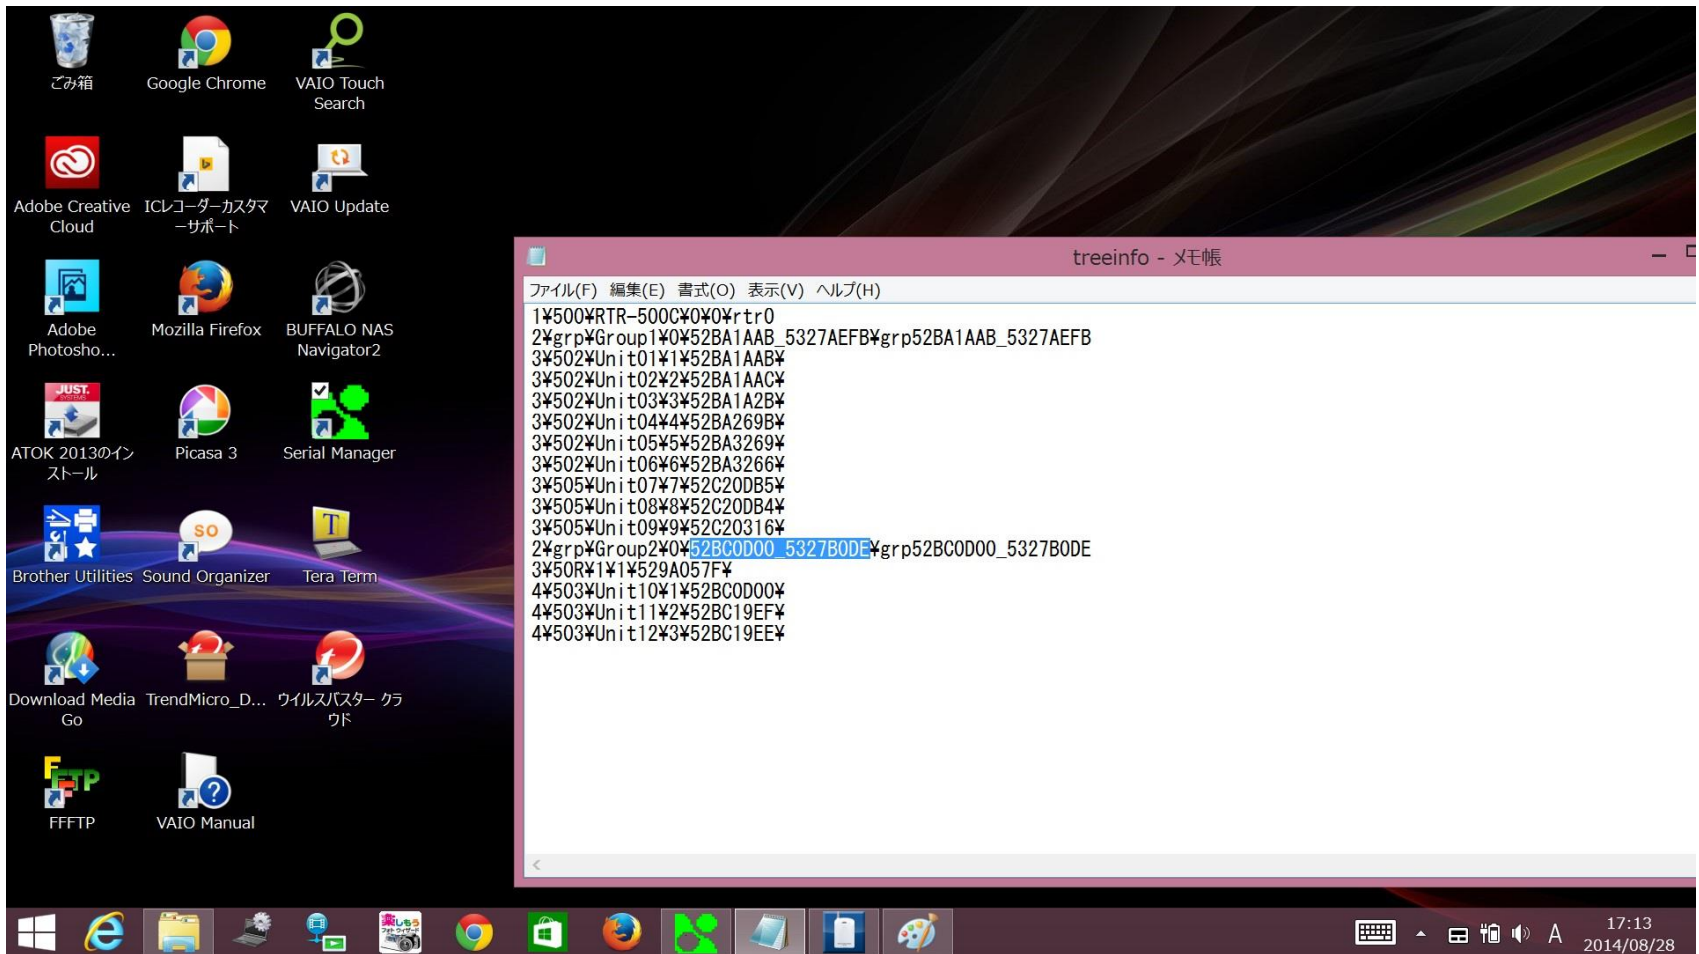 ごみ箱
Google Chrome
VAIO Touch
Search
Adobe Creative
Cloud
ICレコーダーカスタマ
ーサポート
VAIO Update
Adobe
Photosho...
Mozilla Firefox
BUFFALO NAS
Navigator2
JUST.
SYSTEMS
ATOK 2013のイン
ストール
Picasa 3
Serial Manager
Brother Utilities
SO
Sound Organizer
T
Tera Term
Download Media
Go
TrendMicro_D...
ウイルスバスター クラ
ウド
FFFTP
FFFTP
VAIO Manual
treeinfo - メモ帳
ファイル(F) 編集(E) 書式(O) 表示(V) ヘルプ(H)
1¥500¥RTR-500C¥0¥0¥rtr0
2¥grp¥Group1¥0¥52BA1AAB_5327AEFB¥grp52BA1AAB_5327AEFB
3¥502¥Unit01¥1¥52BA1AAB¥
3¥502¥Unit02¥2¥52BA1AAC¥
3¥502¥Unit03¥3¥52BA1A2B¥
3¥502¥Unit04¥4¥52BA269B¥
3¥502¥Unit05¥5¥52BA3269¥
3¥502¥Unit06¥6¥52BA3266¥
3¥505¥Unit07¥7¥52C20DB5¥
3¥505¥Unit08¥8¥52C20DB4¥
3¥505¥Unit09¥9¥52C20316¥
2¥grp¥Group2¥0¥52BC0D00_5327B0DE¥grp52BC0D00_5327B0DE
3¥50R¥1¥1¥529A057F¥
4¥503¥Unit10¥1¥52BC0D00¥
4¥503¥Unit11¥2¥52BC19EF¥
4¥503¥Unit12¥3¥52BC19EE¥
楽しもう
A
17:13
2014/08/28